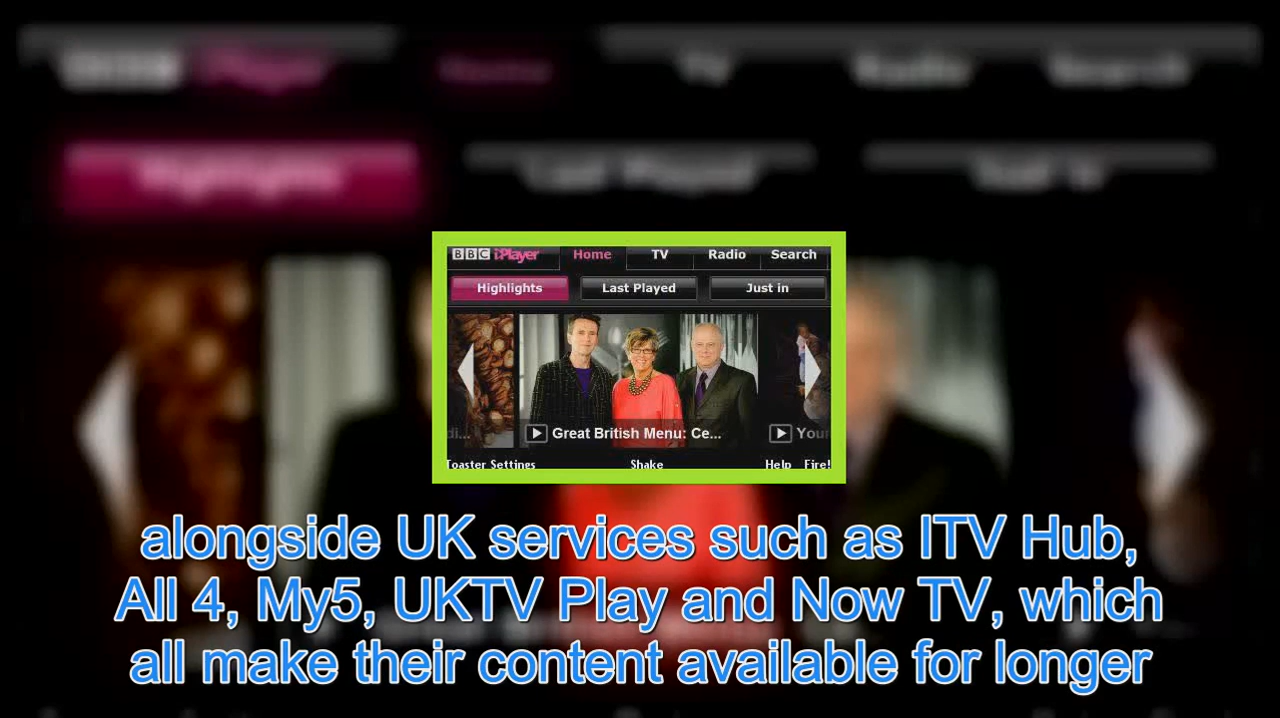 BBC iPlayer Home TV Radio Search
Highlights Last Played Just in
di... Great British Menu: Ce... Your
Toaster Settings Shake Help Fire!
alongside UK services such as ITV Hub,
All 4, My5, UKTV Play and Now TV, which
all make their content available for longer